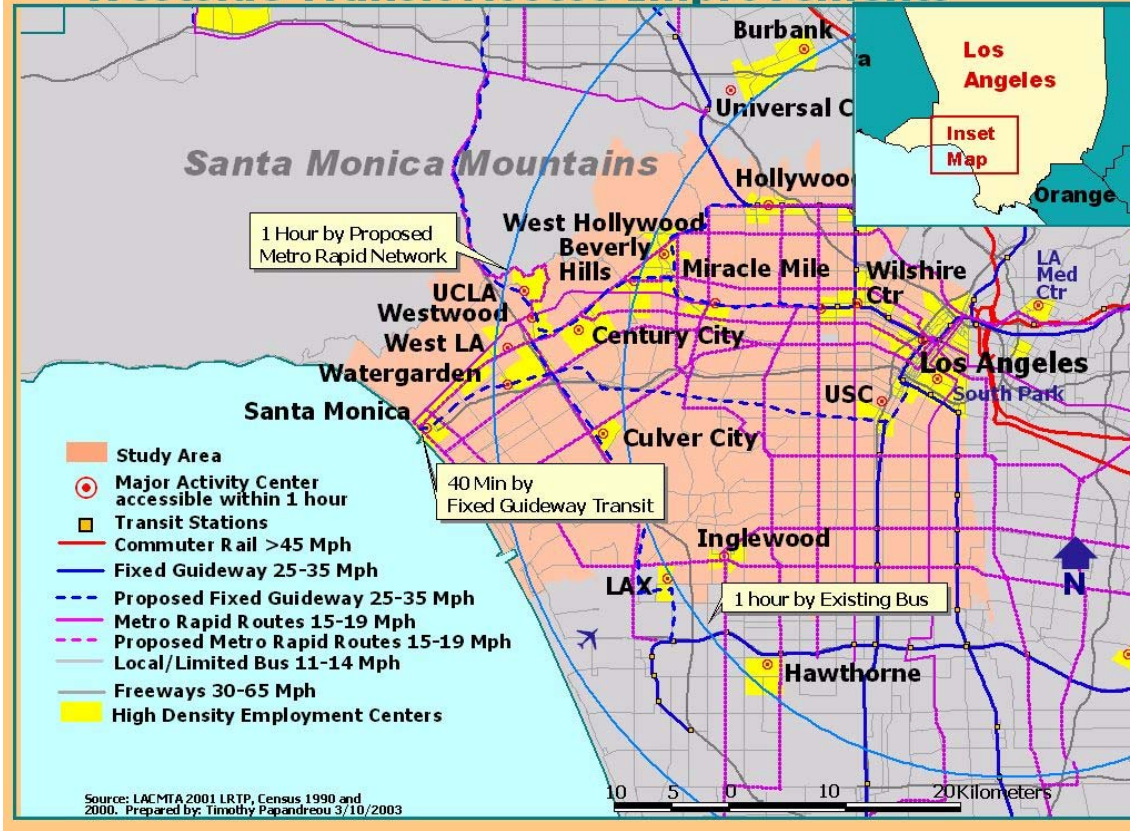 Westside Transit Access Improvements
Burbank
Los
Angeles
Universal C
Inset
Map
Santa Monica Mountains
Orange
Hollywoo
1 Hour by Proposed
Metro Rapid Network
West Hollywood
Beverly
Hills
Miracle Mile
Wilshire
Ctr
LA
Med
Ctr
UCLA
Westwood
West LA
Century City
Watergarden
Los Angeles
South Park
USC
Santa Monica
Culver City
Study Area
Major Activity Center
accessible within 1 hour
40 Min by
Fixed Guideway Transit
Transit Stations
Commuter Rail >45 Mph
Inglewood
Fixed Guideway 25-35 Mph
N
LAX
Proposed Fixed Guideway 25-35 Mph
1 hour by Existing Bus
Metro Rapid Routes 15-19 Mph
Proposed Metro Rapid Routes 15-19 Mph
Local/Limited Bus 11-14 Mph
Hawthorne
Freeways 30-65 Mph
High Density Employment Centers
Source: LACMTA 2001 LRTP, Census 1990 and
2000. Prepared by: Timothy Papandreou 3/10/2003
10 5 0 10 20 Kilometers